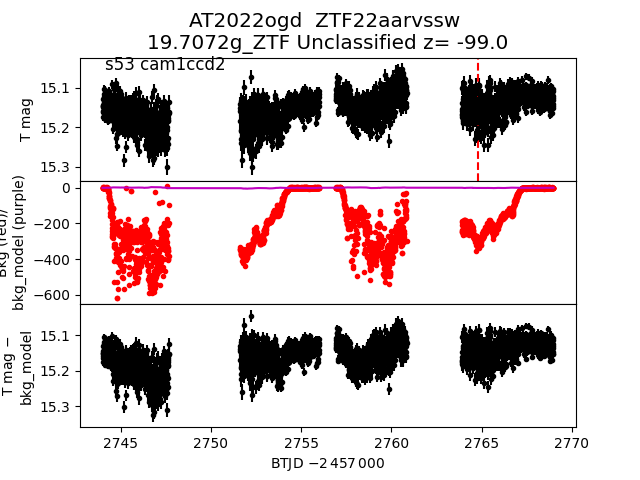 AT2022ogd  ZTF22aarvssw
19.7072g_ZTF Unclassified z= -99.0
s53 cam1ccd2
T mag
15.1
15.2
15.3
bkg_model (purple)
0
−200
−400
−600
T mag −
bkg_model
15.1
15.2
15.3
2745
2750
2755
2760
2765
2770
BTJD −2 457 000